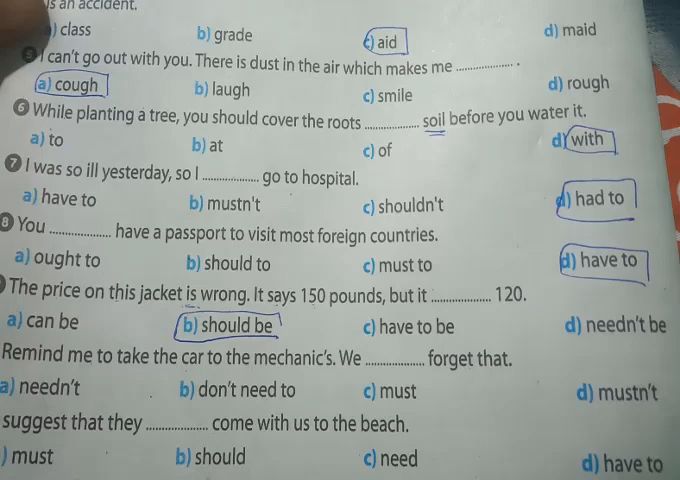 is an accident.
a) class b) grade c) aid d) maid
5 I can't go out with you. There is dust in the air which makes me .................... .
a) cough b) laugh c) smile d) rough
6 While planting a tree, you should cover the roots .................... soil before you water it.
a) to b) at c) of d) with
7 I was so ill yesterday, so I .................... go to hospital.
a) have to b) mustn't c) shouldn't d) had to
8 You .................... have a passport to visit most foreign countries.
a) ought to b) should to c) must to d) have to
The price on this jacket is wrong. It says 150 pounds, but it .................... 120.
a) can be b) should be c) have to be d) needn't be
Remind me to take the car to the mechanic's. We .................... forget that.
a) needn't b) don't need to c) must d) mustn't
suggest that they .................... come with us to the beach.
) must b) should c) need d) have to